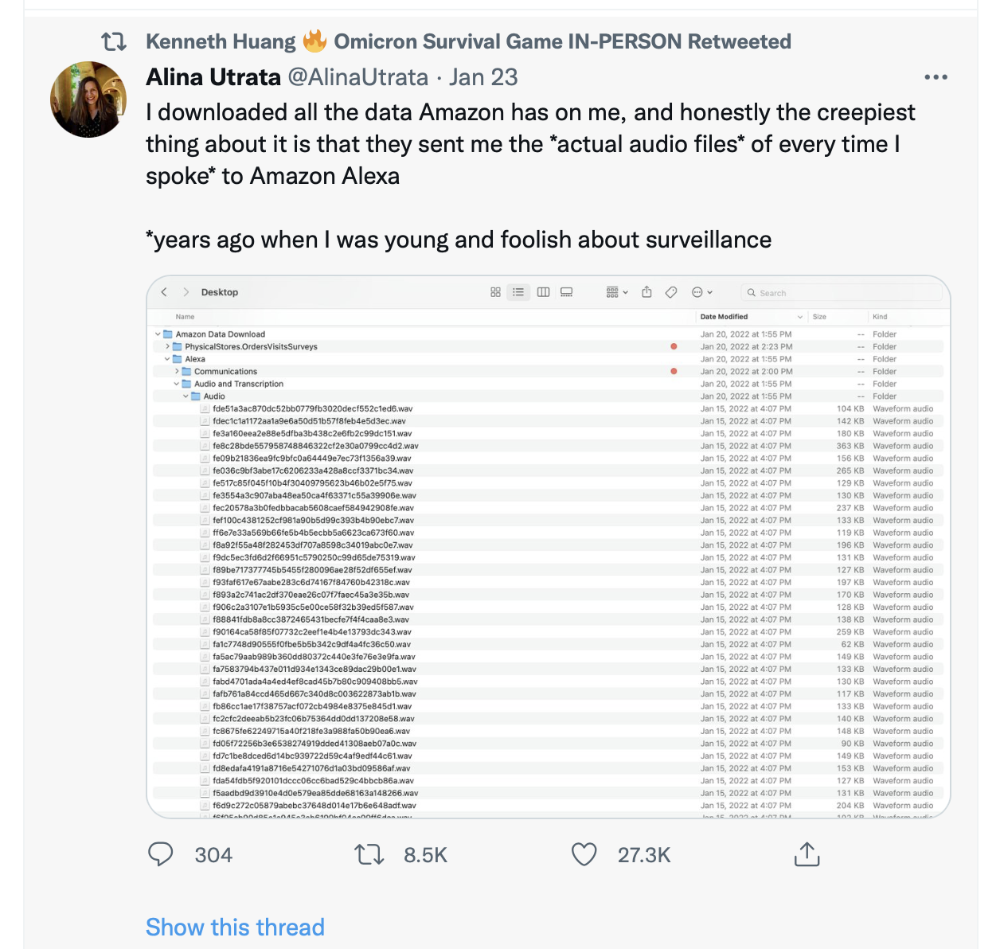 Kenneth Huang 🔥 Omicron Survival Game IN-PERSON Retweeted
Alina Utrata @AlinaUtrata · Jan 23
I downloaded all the data Amazon has on me, and honestly the creepiest
thing about it is that they sent me the *actual audio files* of every time I
spoke* to Amazon Alexa
*years ago when I was young and foolish about surveillance
Desktop
Search
Name Date Modified Size Kind
Amazon Data Download Jan 20, 2022 at 1:55 PM -- Folder
PhysicalStores.OrdersVisitsSurveys Jan 20, 2022 at 2:23 PM -- Folder
Alexa Jan 20, 2022 at 1:55 PM -- Folder
Communications Jan 20, 2022 at 2:00 PM -- Folder
Audio and Transcription Jan 20, 2022 at 1:55 PM -- Folder
Audio Jan 20, 2022 at 1:55 PM -- Folder
fde51a3ac870dc52bb0779fb3020decf552c1ed6.wav Jan 15, 2022 at 4:07 PM 104 KB Waveform audio
fdec1c1a1172aa1a9e6a50d51b57f8feb4e5d3ec.wav Jan 15, 2022 at 4:07 PM 142 KB Waveform audio
fe3a160eea2e88e5dfba3b438c2e6fb2c99dc151.wav Jan 15, 2022 at 4:07 PM 180 KB Waveform audio
fe8c28bde557958748846322cf2e30a0799cc4d2.wav Jan 15, 2022 at 4:07 PM 363 KB Waveform audio
fe09b21836ea9fc9bfc0a64449e7ec73f1356a39.wav Jan 15, 2022 at 4:07 PM 156 KB Waveform audio
fe036c9bf3abe17c6206233a428a8ccf3371bc34.wav Jan 15, 2022 at 4:07 PM 265 KB Waveform audio
fe517c85f045f10b4f30409795623b46b02e5f75.wav Jan 15, 2022 at 4:07 PM 129 KB Waveform audio
fe3554a3c907aba48ea50ca4f63371c55a39906e.wav Jan 15, 2022 at 4:07 PM 130 KB Waveform audio
fec20578a3b0fedbbacab5608caef584942908fe.wav Jan 15, 2022 at 4:07 PM 237 KB Waveform audio
fef100c4381252cf981a90b5d99c393b4b90ebc7.wav Jan 15, 2022 at 4:07 PM 133 KB Waveform audio
ff6e7e33a569b66fe5b4b5ecbb5a6623ca673f60.wav Jan 15, 2022 at 4:07 PM 119 KB Waveform audio
f8a92f55a48f282453df707a8598c34019abc0e7.wav Jan 15, 2022 at 4:07 PM 196 KB Waveform audio
f9dc5ec3fd6d2f66951c5790250c99d65de75319.wav Jan 15, 2022 at 4:07 PM 131 KB Waveform audio
f89be717377745b5455f280096ae28f52df655ef.wav Jan 15, 2022 at 4:07 PM 127 KB Waveform audio
f93faf617e67aabe283c6d74167f84760b42318c.wav Jan 15, 2022 at 4:07 PM 197 KB Waveform audio
f893a2c741ac2df370eae26c07f7faec45a3e35b.wav Jan 15, 2022 at 4:07 PM 170 KB Waveform audio
f906c2a3107e1b5935c5e00ce58f32b39ed5f587.wav Jan 15, 2022 at 4:07 PM 128 KB Waveform audio
f88841fdb8a8cc3872465431becfe7f4f4caa8e3.wav Jan 15, 2022 at 4:07 PM 138 KB Waveform audio
f90164ca58f85f07732c2eef1e4b4e13793dc343.wav Jan 15, 2022 at 4:07 PM 259 KB Waveform audio
fa1c7748d90555f0fbe5b5b342c9df4a4fc36c50.wav Jan 15, 2022 at 4:07 PM 62 KB Waveform audio
fa5ac79aab989b360dd80372c440e3fe76e3e9fa.wav Jan 15, 2022 at 4:07 PM 149 KB Waveform audio
fa7583794b437e011d934e1343ce89dac29b00e1.wav Jan 15, 2022 at 4:07 PM 133 KB Waveform audio
fabd4701ada4a4ed4ef8cad45b7b80c909408bb5.wav Jan 15, 2022 at 4:07 PM 130 KB Waveform audio
fafb761a84ccd465d667c340d8c003622873ab1b.wav Jan 15, 2022 at 4:07 PM 117 KB Waveform audio
fb86cc1ae17f38757acf072cb4984e8375e845d1.wav Jan 15, 2022 at 4:07 PM 133 KB Waveform audio
fc2cfc2deeab5b23fc06b75364dd0dd137208e58.wav Jan 15, 2022 at 4:07 PM 140 KB Waveform audio
fc8675fe62249715a40f218fe3a988fa50b90ea6.wav Jan 15, 2022 at 4:07 PM 148 KB Waveform audio
fd05f72256b3e6538274919dded41308aeb07a0c.wav Jan 15, 2022 at 4:07 PM 90 KB Waveform audio
fd7c1be8dced6d14bc939722d59c4af9edf44c61.wav Jan 15, 2022 at 4:07 PM 149 KB Waveform audio
fd8edafa4191a8716e54271076d1a03bd09586af.wav Jan 15, 2022 at 4:07 PM 153 KB Waveform audio
fda54fdb5f920101dccc06cc6bad529c4bbcb86a.wav Jan 15, 2022 at 4:07 PM 127 KB Waveform audio
f5aadbd9d3910e4d0e579ea85dde68163a148266.wav Jan 15, 2022 at 4:07 PM 131 KB Waveform audio
f6d9c272c05879abebc37648d014e17b6e648adf.wav Jan 15, 2022 at 4:07 PM 204 KB Waveform audio
304 8.5K 27.3K
Show this thread